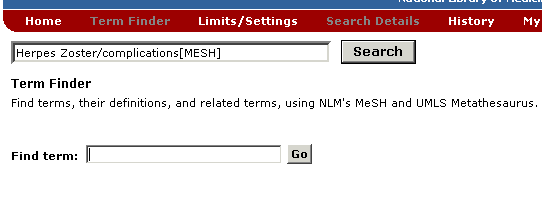 National Library of Medicine
Home Term Finder Limits/Settings Search Details History My
Herpes Zoster/complications[MESH] Search
Term Finder
Find terms, their definitions, and related terms, using NLM's MeSH and UMLS Metathesaurus.
Find term: Go